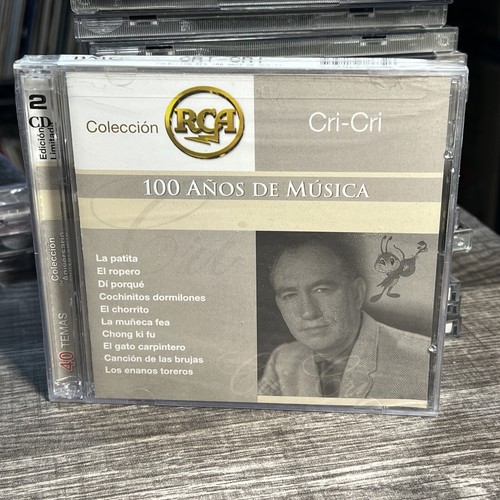 2
CD
Edición
Limitada
Colección
RCA
Cri-Cri
100 AÑOS DE MÚSICA
La patita
El ropero
Dí porqué
Cochinitos dormilones
El chorrito
La muñeca fea
Chong ki fu
El gato carpintero
Canción de las brujas
Los enanos toreros
Colección
Aniversario
40 TEMAS